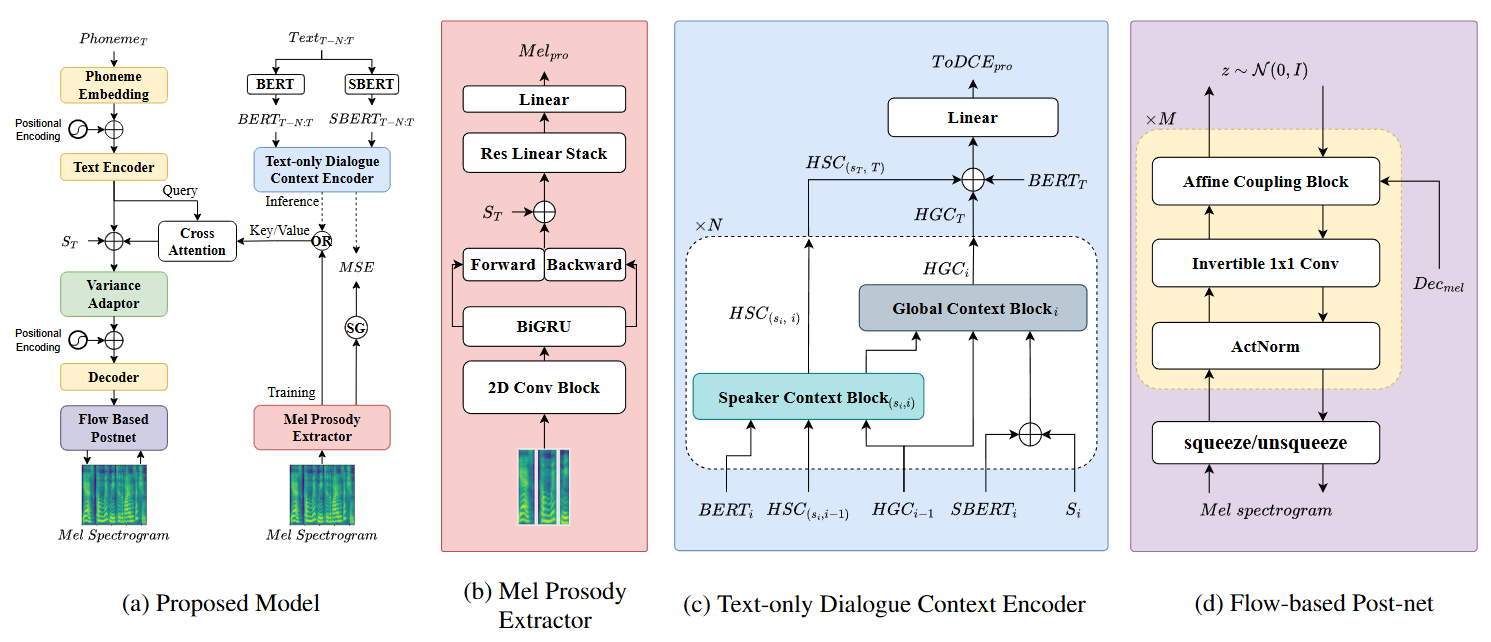 Phoneme_T
Phoneme
Embedding
Positional
Encoding
Text Encoder
Query
S_T
Cross
Attention
Variance
Adaptor
Positional
Encoding
Decoder
Flow Based
Postnet
Mel Spectrogram
Text_{T-N:T}
BERT
SBERT
BERT_{T-N:T}
SBERT_{T-N:T}
Text-only Dialogue
Context Encoder
Inference
Key/Value
OR
MSE
SG
Training
Mel Prosody
Extractor
Mel Spectrogram
(a) Proposed Model
Mel_{pro}
Linear
Res Linear Stack
S_T
Forward
Backward
BiGRU
2D Conv Block
(b) Mel Prosody
Extractor
ToDCE_{pro}
Linear
HSC_{(s_T, T)}
BERT_T
HGC_T
×N
HGC_i
HSC_{(s_i, i)}
Global Context Block_i
Speaker Context Block_{(s_i,i)}
BERT_i
HSC_{(s_i,i-1)}
HGC_{i-1}
SBERT_i
S_i
(c) Text-only Dialogue Context Encoder
z ∼ 𝒩(0, I)
×M
Affine Coupling Block
Invertible 1x1 Conv
Dec_{mel}
ActNorm
squeeze/unsqueeze
Mel spectrogram
(d) Flow-based Post-net